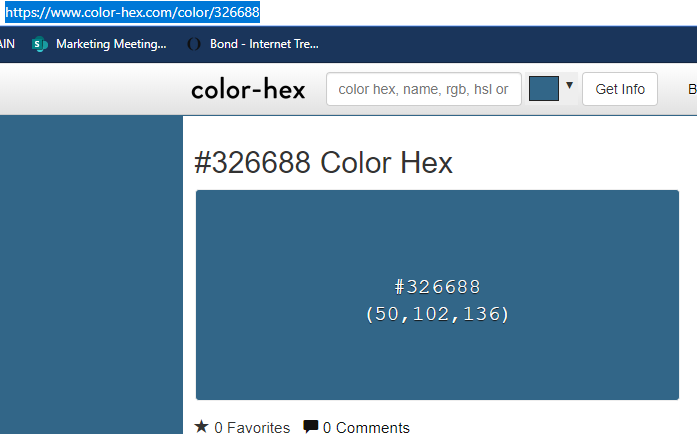 https://www.color-hex.com/color/326688
AIN Marketing Meeting... Bond - Internet Tre...
color-hex color hex, name, rgb, hsl or Get Info B
#326688 Color Hex
#326688
(50,102,136)
0 Favorites 0 Comments